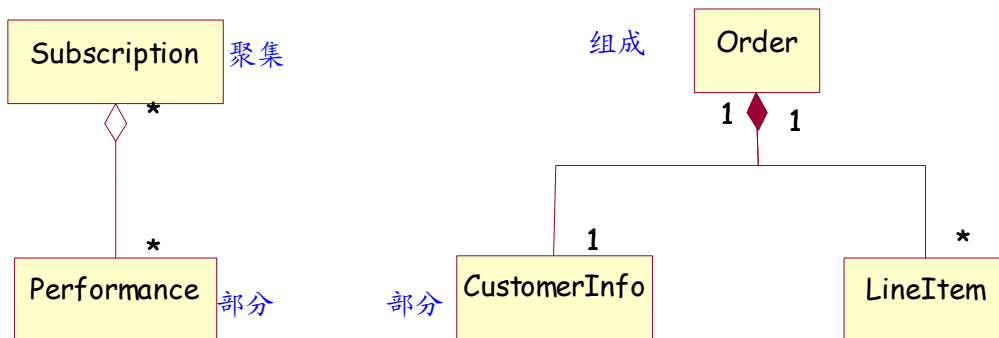 Subscription
聚集
*
*
Performance
部分
组成
Order
1
1
1
*
部分
CustomerInfo
LineItem